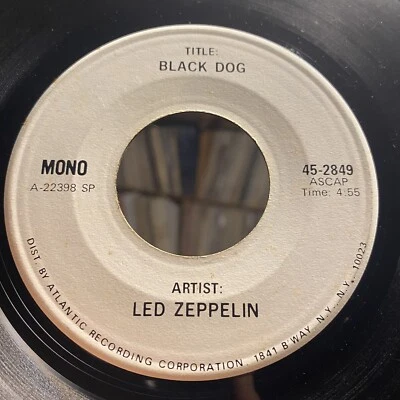 TITLE:
BLACK DOG
MONO
A-22398 SP
45-2849
ASCAP
Time: 4:55
ARTIST:
LED ZEPPELIN
DIST. BY ATLANTIC RECORDING CORPORATION, 1841 B'WAY, N.Y., N.Y. 10023